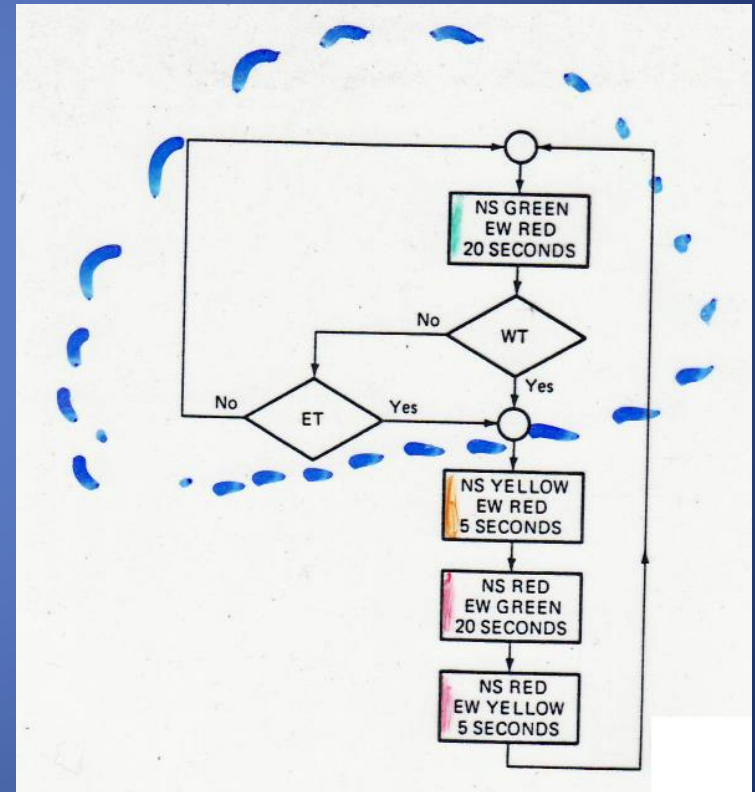 NS GREEN
EW RED
20 SECONDS
No
WT
Yes
No
ET
Yes
NS YELLOW
EW RED
5 SECONDS
NS RED
EW GREEN
20 SECONDS
NS RED
EW YELLOW
5 SECONDS